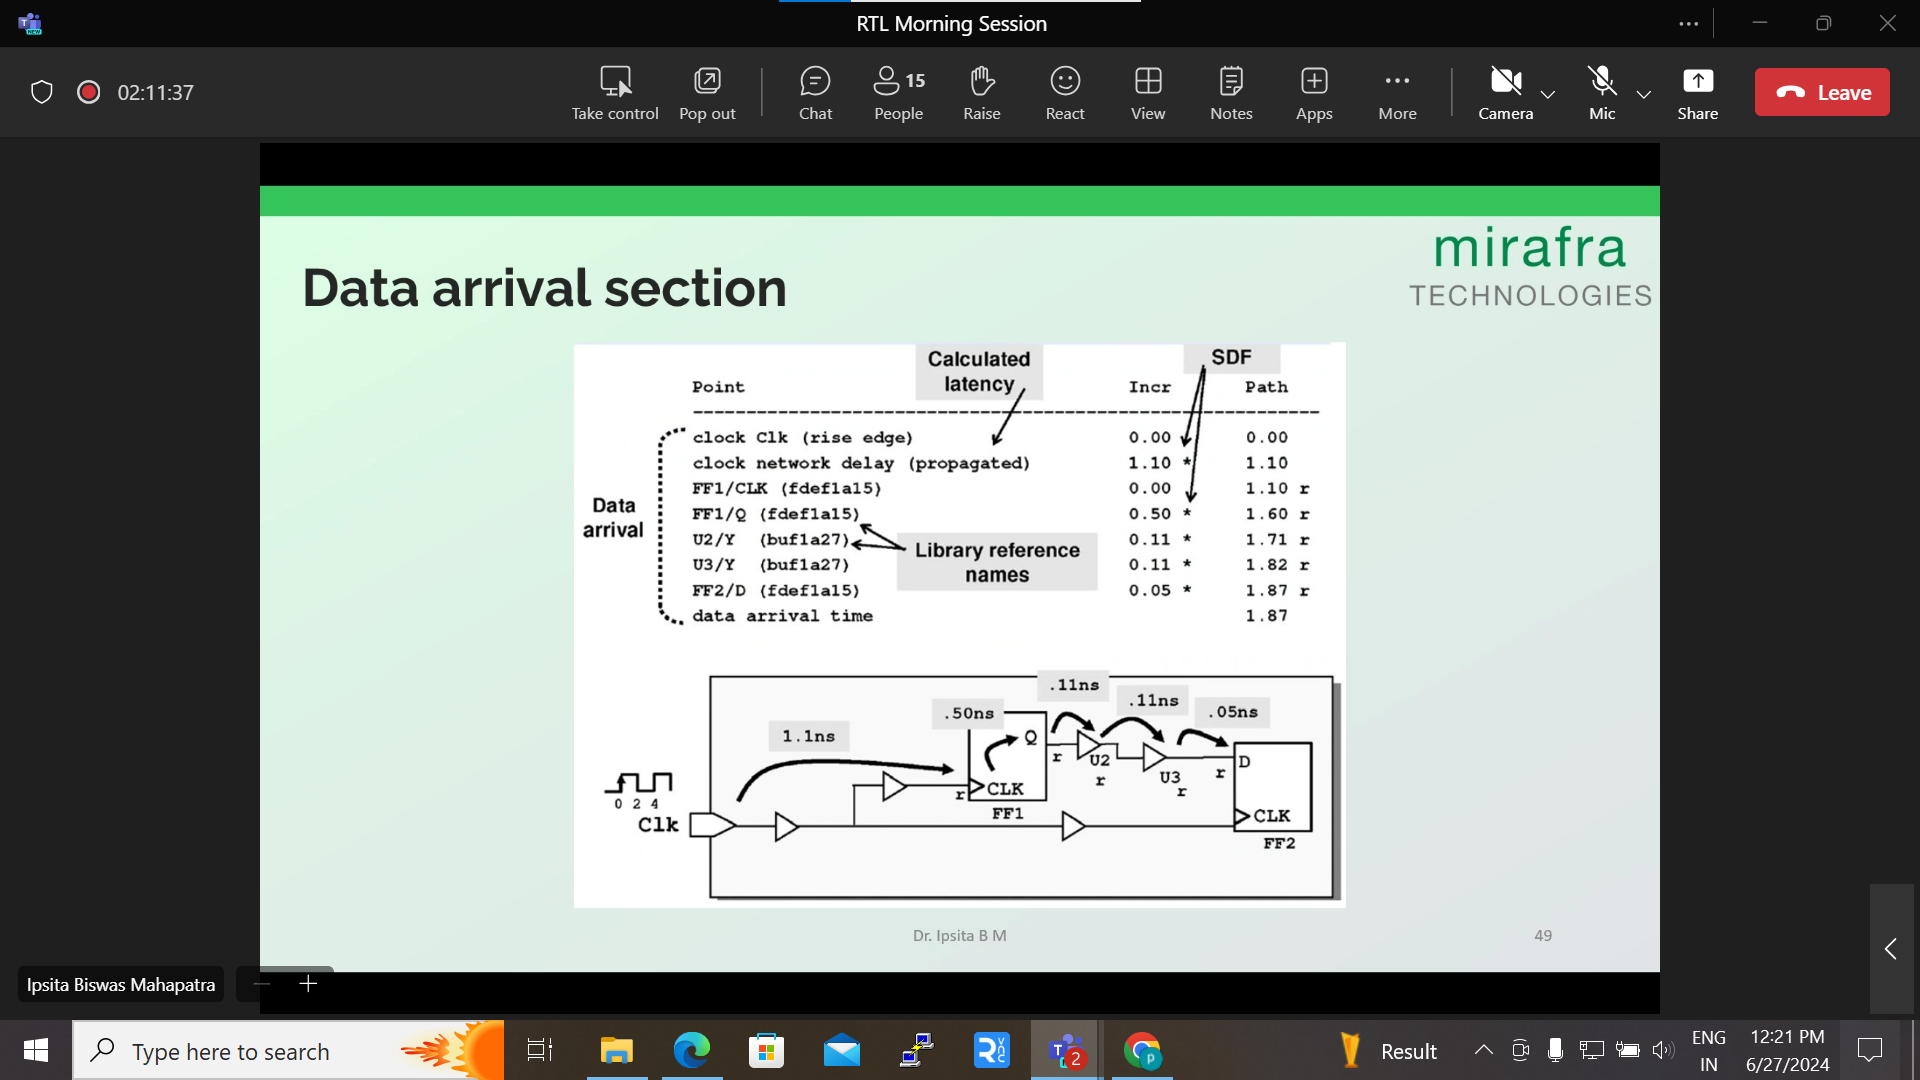 RTL Morning Session
02:11:37
Take control
Pop out
Chat
15
People
Raise
React
View
Notes
Apps
More
Camera
Mic
Share
Leave
mirafra
TECHNOLOGIES
Data arrival section
Calculated
latency
SDF
Point Incr Path
clock Clk (rise edge) 0.00 0.00
clock network delay (propagated) 1.10 * 1.10
FF1/CLK (fdef1a15) 0.00 1.10 r
FF1/Q (fdef1a15) 0.50 * 1.60 r
U2/Y (buf1a27) 0.11 * 1.71 r
U3/Y (buf1a27) 0.11 * 1.82 r
FF2/D (fdef1a15) 0.05 * 1.87 r
data arrival time 1.87
Data
arrival
Library reference
names
.11ns
.11ns
.50ns
.05ns
1.1ns
Q
U2
r
r
U3
r
r
D
r
CLK
FF1
0 2 4
Clk
CLK
FF2
Dr. Ipsita B M
49
Ipsita Biswas Mahapatra
Type here to search
NEW
T
2
p
Result
ENG
IN
12:21 PM
6/27/2024